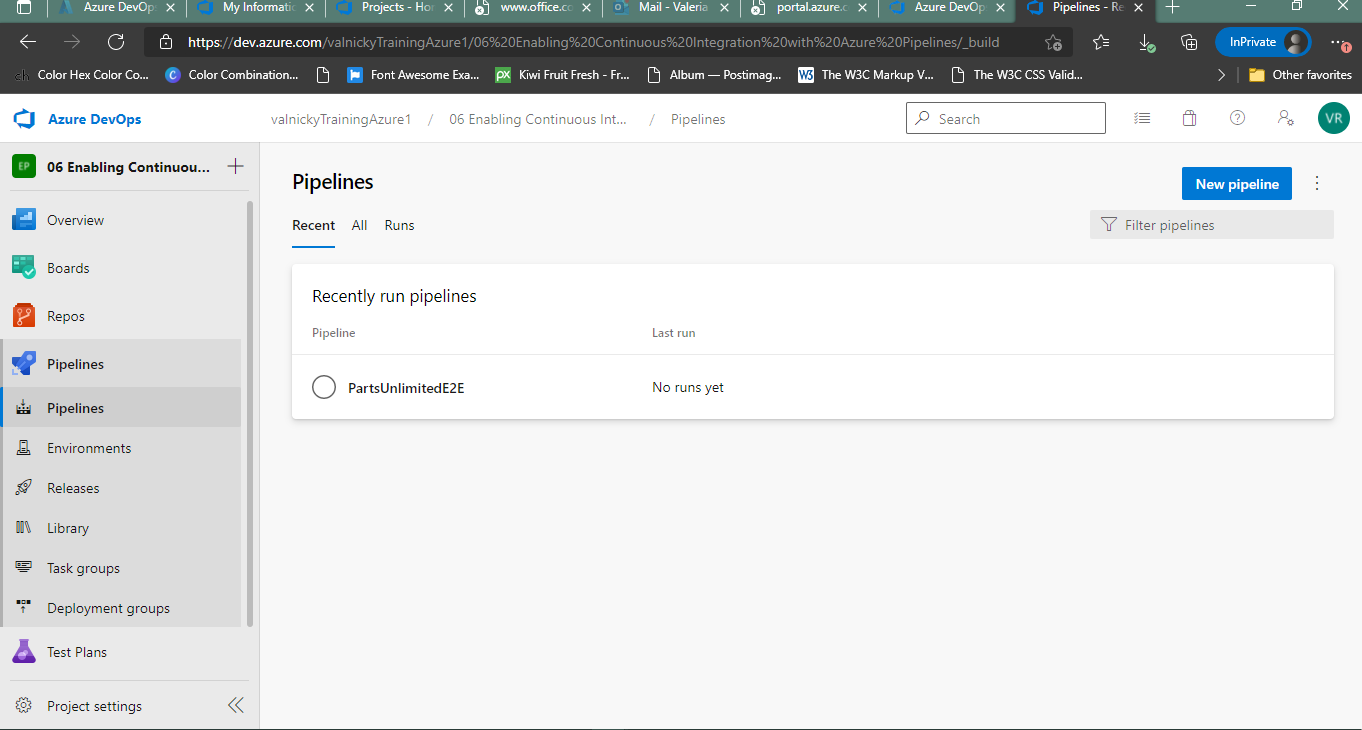 Azure DevOp
My Informati
Projects - Hor
www.office.co
Mail - Valeria
portal.azure.c
Azure DevOp
Pipelines - Re
https://dev.azure.com/valnickyTrainingAzure1/06%20Enabling%20Continuous%20Integration%20with%20Azure%20Pipelines/_build
InPrivate
ch Color Hex Color Co...
C Color Combination...
Font Awesome Exa...
px Kiwi Fruit Fresh - Fr...
Album — Postimag...
W3 The W3C Markup V...
The W3C CSS Valid...
Other favorites
Azure DevOps
valnickyTrainingAzure1 / 06 Enabling Continuous Int... / Pipelines
Search
VR
EP 06 Enabling Continuou...
Overview
Boards
Repos
Pipelines
Pipelines
Environments
Releases
Library
Task groups
Deployment groups
Test Plans
Project settings
Pipelines
New pipeline
Recent All Runs
Filter pipelines
Recently run pipelines
Pipeline Last run
PartsUnlimitedE2E No runs yet